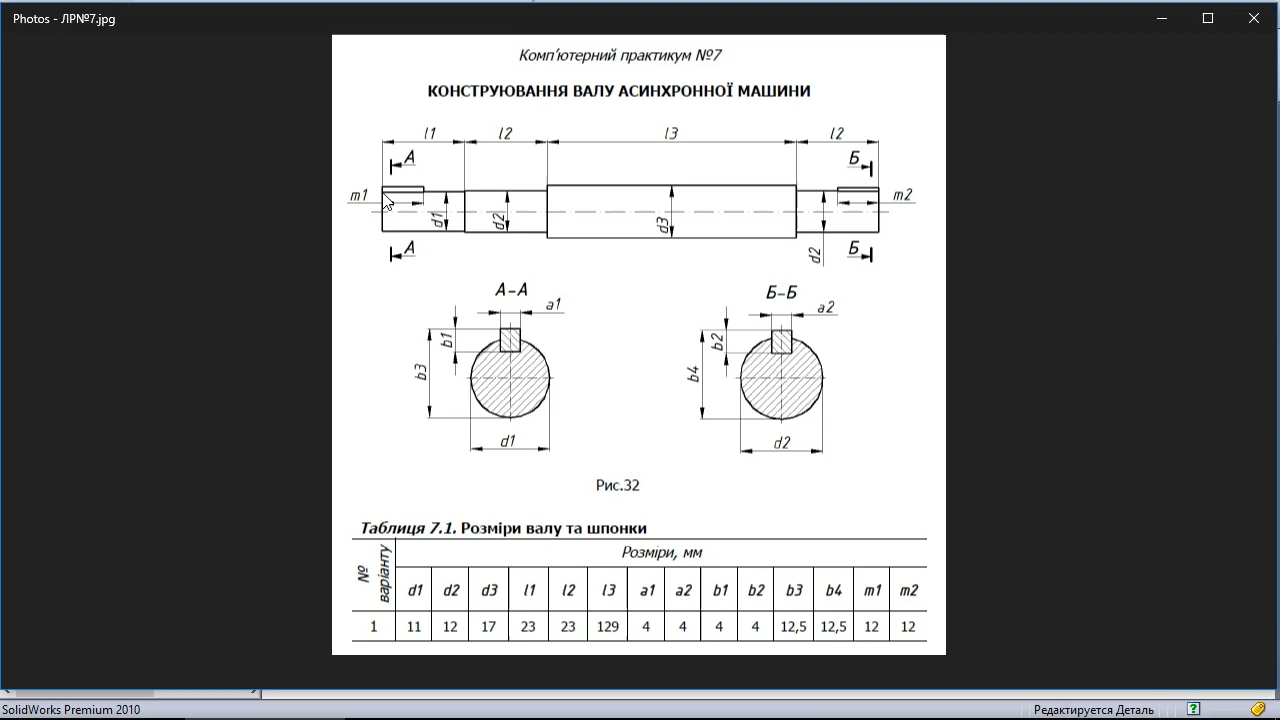 Photos - ЛР№7.jpg
Комп’ютерний практикум №7
КОНСТРУЮВАННЯ ВАЛУ АСИНХРОННОЇ МАШИНИ
l1 l2 l3 l2
А Б
m1 d1 d2 d3 d2 m2
А Б
А-А Б-Б
a1 a2
b1 b2
b3 b4
d1 d2
Рис.32
Таблиця 7.1. Розміри валу та шпонки
№ варіанту Розміри, мм
d1 d2 d3 l1 l2 l3 a1 a2 b1 b2 b3 b4 m1 m2
1 11 12 17 23 23 129 4 4 4 4 12,5 12,5 12 12
SolidWorks Premium 2010 Редактируется Деталь